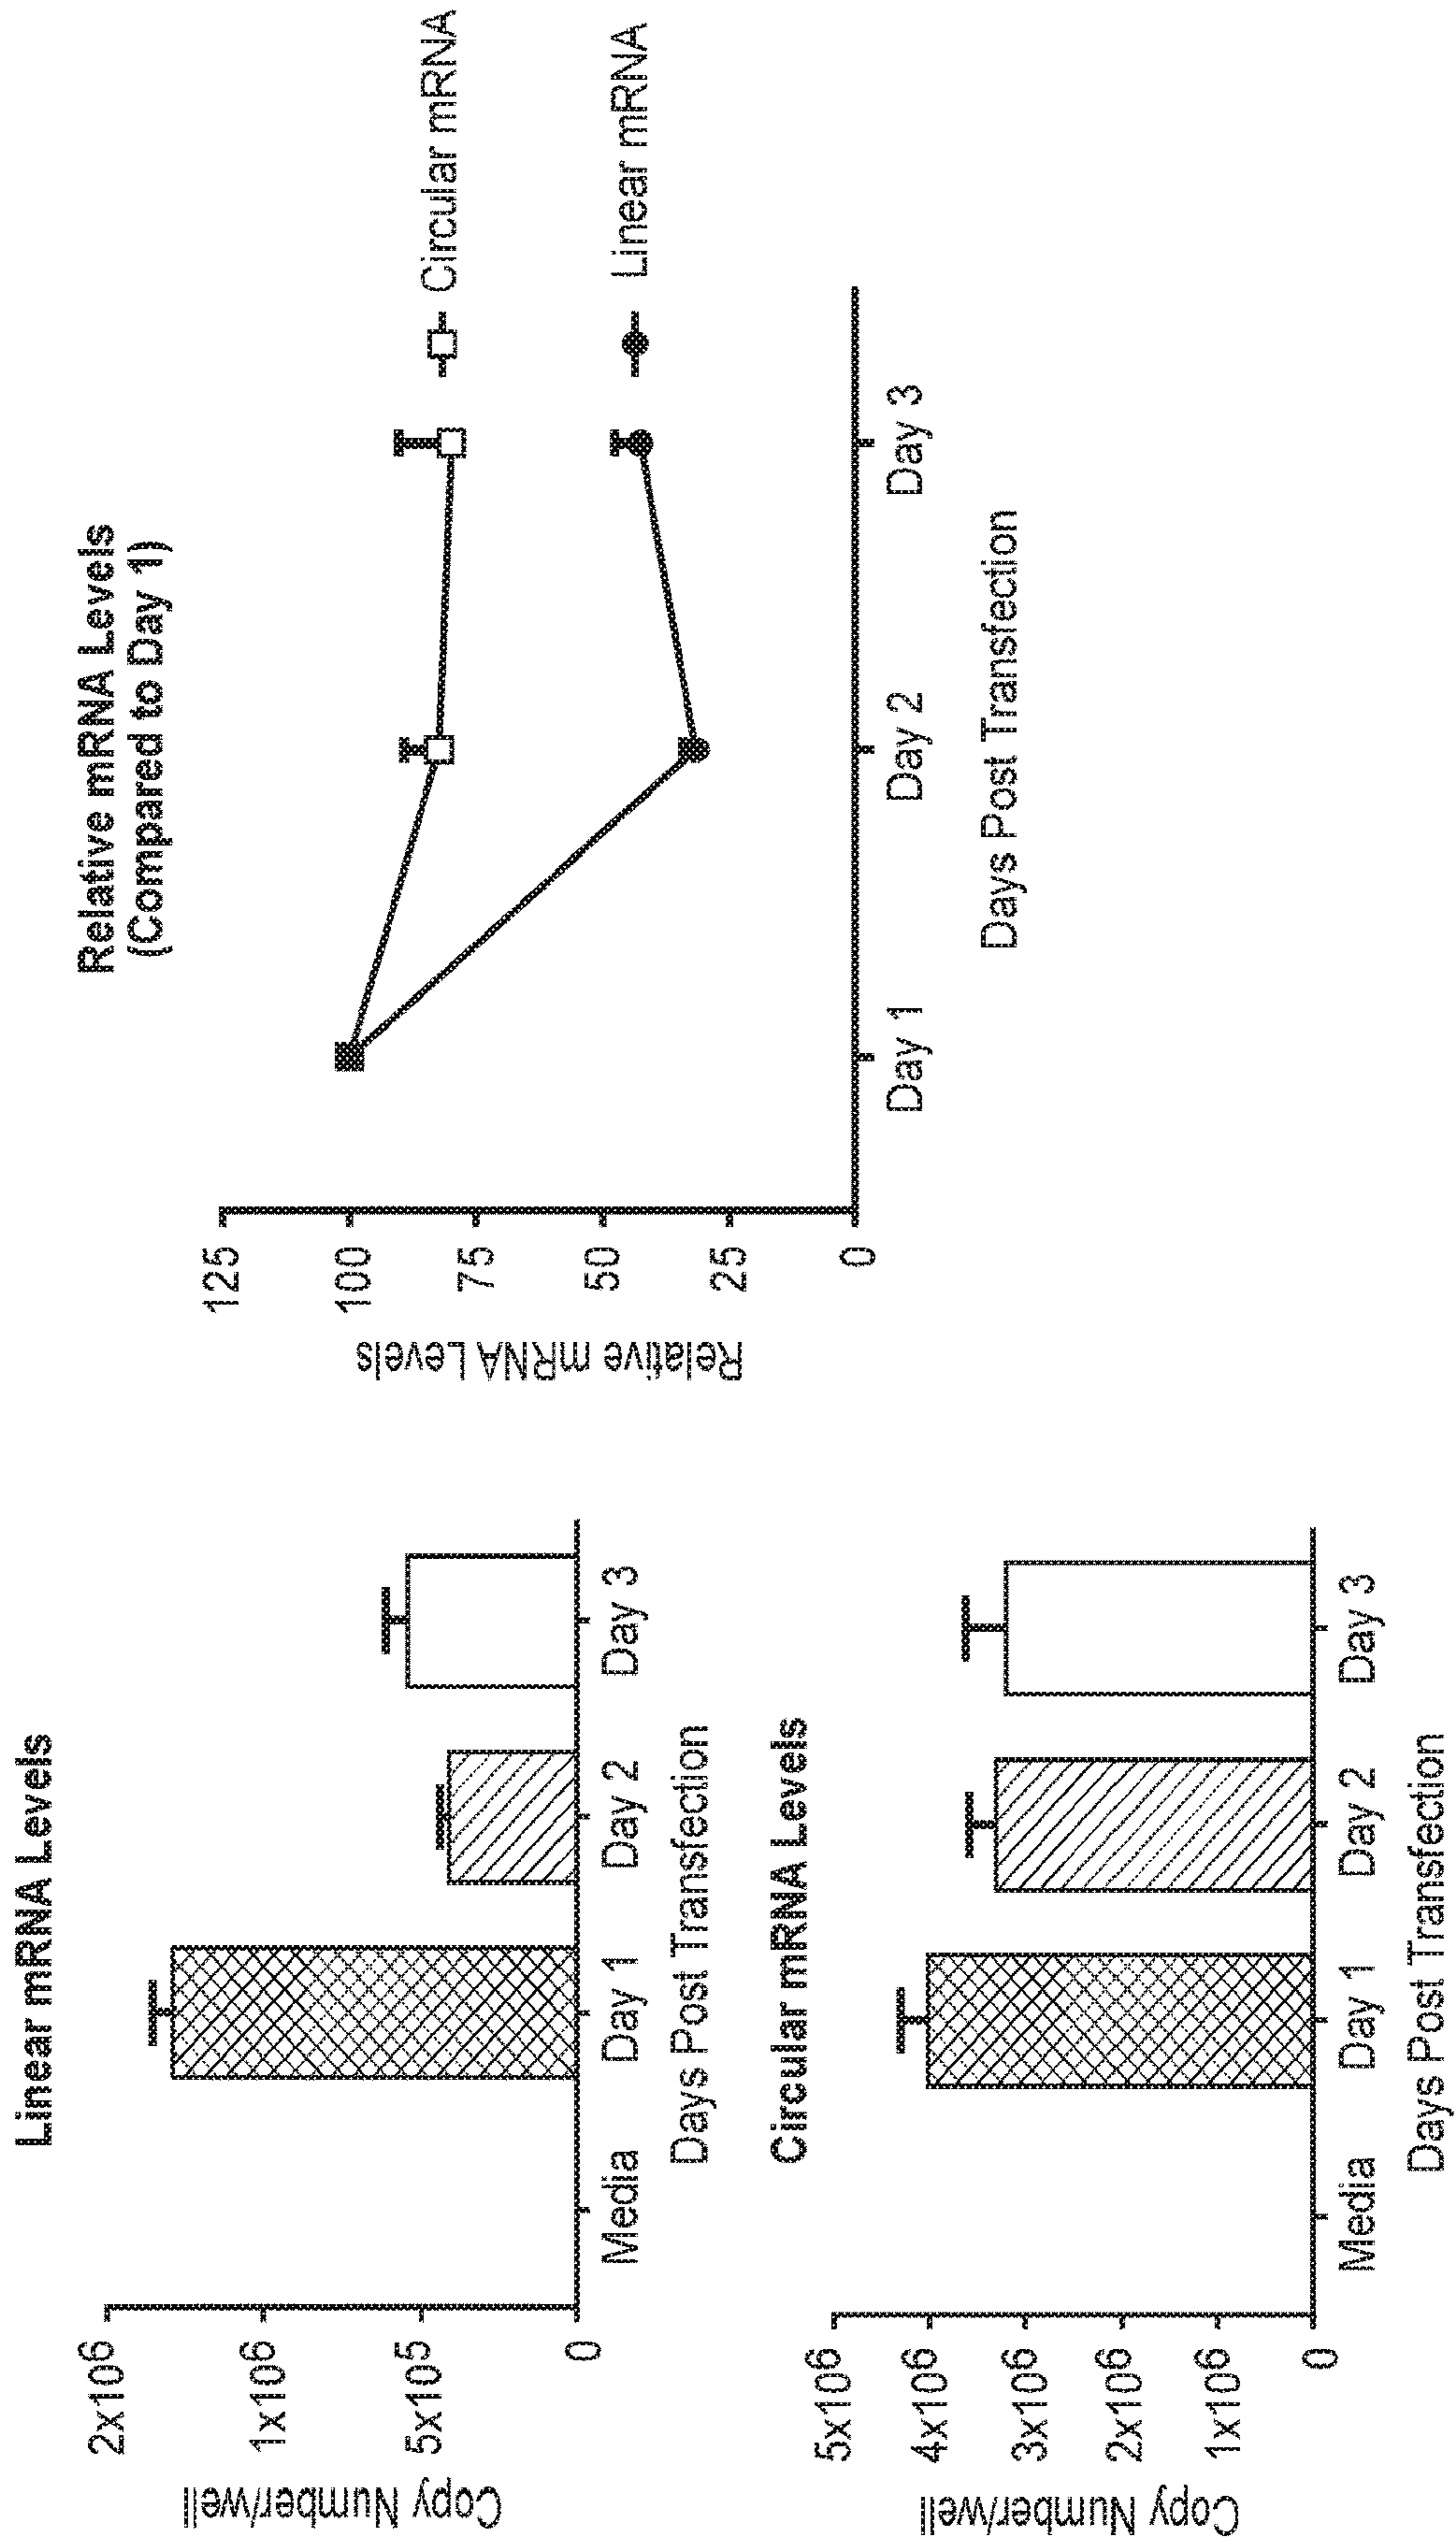 Linear mRNA Levels
Copy Number/well
2x10⁶
1x10⁶
5x10⁵
0
Media
Day 1
Day 2
Day 3
Days Post Transfection
Circular mRNA Levels
Copy Number/well
5x10⁶
4x10⁶
3x10⁶
2x10⁶
1x10⁶
0
Media
Day 1
Day 2
Day 3
Days Post Transfection
Relative mRNA Levels
(Compared to Day 1)
Relative mRNA Levels
125
100
75
50
25
0
Day 1
Day 2
Day 3
Days Post Transfection
Circular mRNA
Linear mRNA